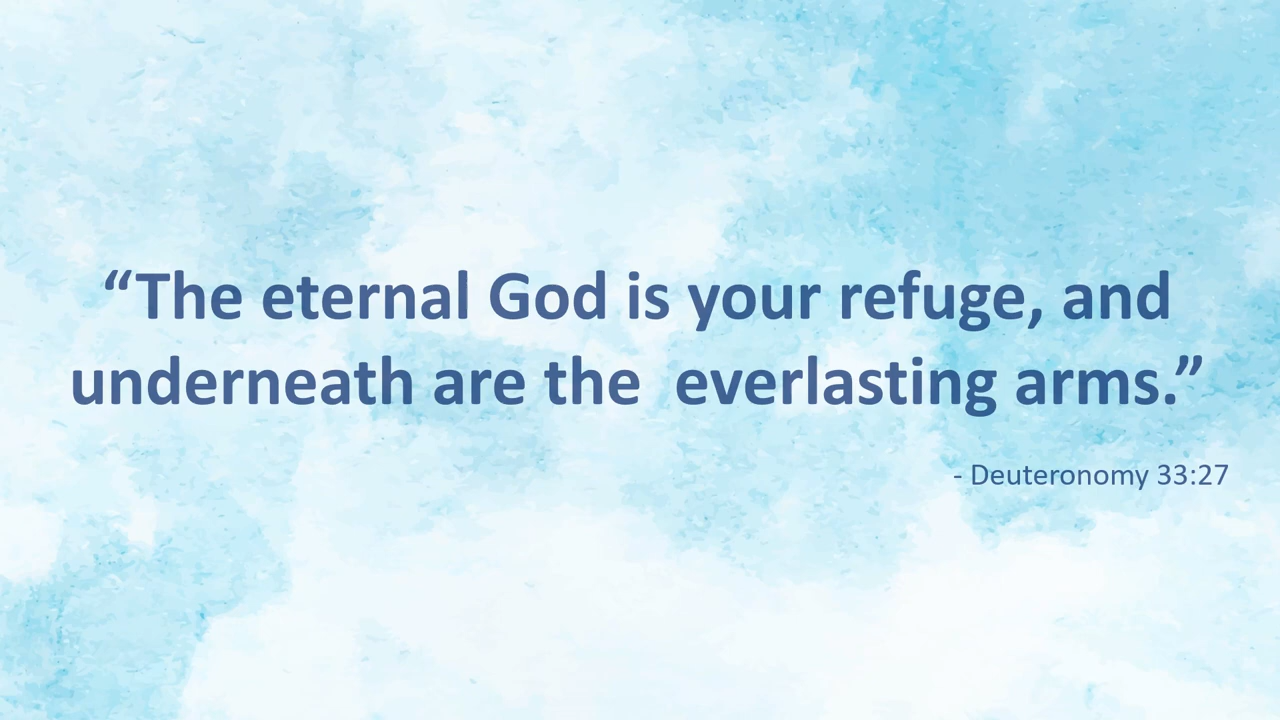 “The eternal God is your refuge, and
underneath are the  everlasting arms.”
- Deuteronomy 33:27